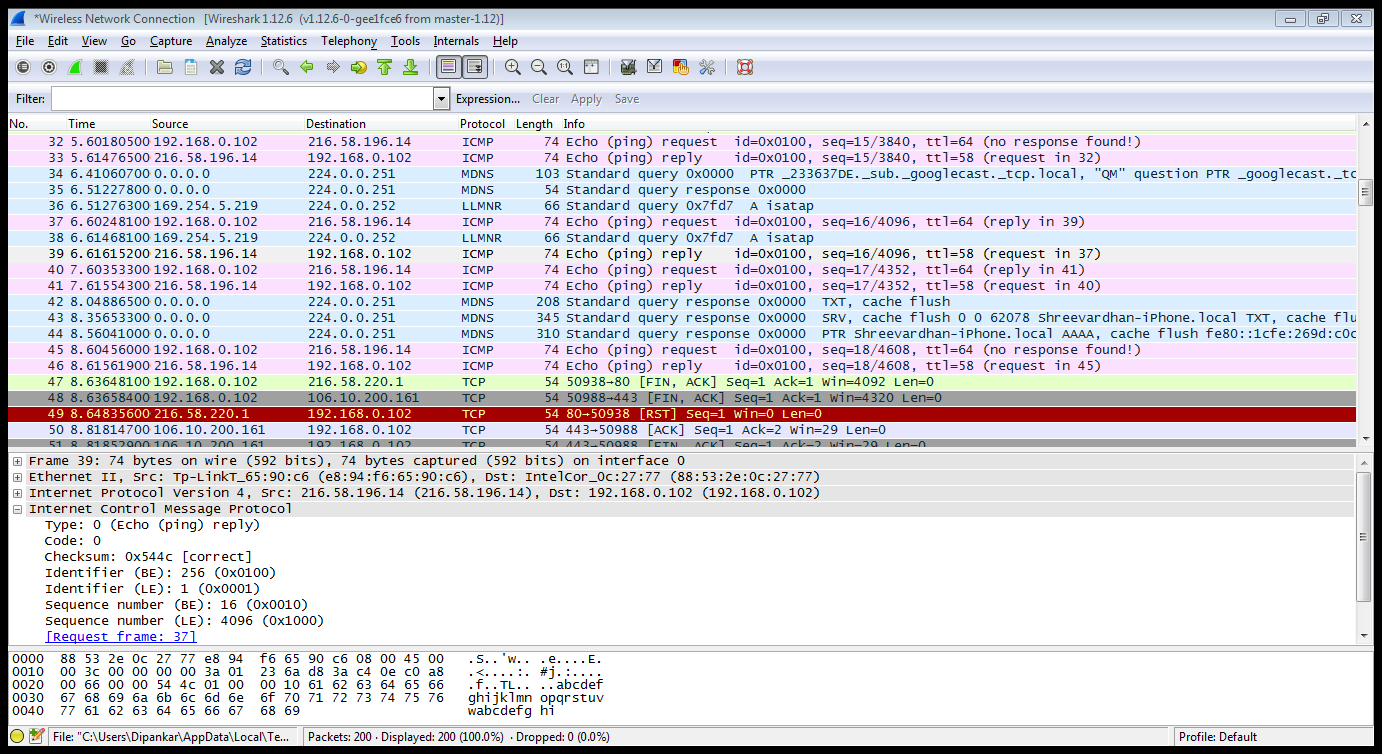 *Wireless Network Connection [Wireshark 1.12.6 (v1.12.6-0-gee1fce6 from master-1.12)]
File Edit View Go Capture Analyze Statistics Telephony Tools Internals Help
Filter: Expression... Clear Apply Save
No. Time Source Destination Protocol Length Info
32 5.60180500 192.168.0.102 216.58.196.14 ICMP 74 Echo (ping) request id=0x0100, seq=15/3840, ttl=64 (no response found!)
33 5.61476500 216.58.196.14 192.168.0.102 ICMP 74 Echo (ping) reply id=0x0100, seq=15/3840, ttl=58 (request in 32)
34 6.41060700 0.0.0.0 224.0.0.251 MDNS 103 Standard query 0x0000 PTR _233637DE._sub._googlecast._tcp.local, "QM" question PTR _googlecast._tc
35 6.51227800 0.0.0.0 224.0.0.251 MDNS 54 Standard query response 0x0000
36 6.51276300 169.254.5.219 224.0.0.252 LLMNR 66 Standard query 0x7fd7 A isatap
37 6.60248100 192.168.0.102 216.58.196.14 ICMP 74 Echo (ping) request id=0x0100, seq=16/4096, ttl=64 (reply in 39)
38 6.61468100 169.254.5.219 224.0.0.252 LLMNR 66 Standard query 0x7fd7 A isatap
39 6.61615200 216.58.196.14 192.168.0.102 ICMP 74 Echo (ping) reply id=0x0100, seq=16/4096, ttl=58 (request in 37)
40 7.60353300 192.168.0.102 216.58.196.14 ICMP 74 Echo (ping) request id=0x0100, seq=17/4352, ttl=64 (reply in 41)
41 7.61554300 216.58.196.14 192.168.0.102 ICMP 74 Echo (ping) reply id=0x0100, seq=17/4352, ttl=58 (request in 40)
42 8.04886500 0.0.0.0 224.0.0.251 MDNS 208 Standard query response 0x0000 TXT, cache flush
43 8.35653300 0.0.0.0 224.0.0.251 MDNS 345 Standard query response 0x0000 SRV, cache flush 0 0 62078 Shreevardhan-iPhone.local TXT, cache flu
44 8.56041000 0.0.0.0 224.0.0.251 MDNS 310 Standard query response 0x0000 PTR Shreevardhan-iPhone.local AAAA, cache flush fe80::1cfe:269d:c0c
45 8.60456000 192.168.0.102 216.58.196.14 ICMP 74 Echo (ping) request id=0x0100, seq=18/4608, ttl=64 (no response found!)
46 8.61561900 216.58.196.14 192.168.0.102 ICMP 74 Echo (ping) reply id=0x0100, seq=18/4608, ttl=58 (request in 45)
47 8.63648100 192.168.0.102 216.58.220.1 TCP 54 50938→80 [FIN, ACK] Seq=1 Ack=1 Win=4092 Len=0
48 8.63658400 192.168.0.102 106.10.200.161 TCP 54 50988→443 [FIN, ACK] Seq=1 Ack=1 Win=4320 Len=0
49 8.64835600 216.58.220.1 192.168.0.102 TCP 54 80→50938 [RST] Seq=1 Win=0 Len=0
50 8.81814700 106.10.200.161 192.168.0.102 TCP 54 443→50988 [ACK] Seq=1 Ack=2 Win=29 Len=0
51 8.81852900 106.10.200.161 192.168.0.102 TCP 54 443→50988 [FIN, ACK] Seq=1 Ack=2 Win=29 Len=0
Frame 39: 74 bytes on wire (592 bits), 74 bytes captured (592 bits) on interface 0
Ethernet II, Src: Tp-LinkT_65:90:c6 (e8:94:f6:65:90:c6), Dst: IntelCor_0c:27:77 (88:53:2e:0c:27:77)
Internet Protocol Version 4, Src: 216.58.196.14 (216.58.196.14), Dst: 192.168.0.102 (192.168.0.102)
Internet Control Message Protocol
Type: 0 (Echo (ping) reply)
Code: 0
Checksum: 0x544c [correct]
Identifier (BE): 256 (0x0100)
Identifier (LE): 1 (0x0001)
Sequence number (BE): 16 (0x0010)
Sequence number (LE): 4096 (0x1000)
[Request frame: 37]
0000 88 53 2e 0c 27 77 e8 94 f6 65 90 c6 08 00 45 00 .S..'w.. .e....E.
0010 00 3c 00 00 00 00 3a 01 23 6a d8 3a c4 0e c0 a8 .<....:. #j.:....
0020 00 66 00 00 54 4c 01 00 00 10 61 62 63 64 65 66 .f..TL.. ..abcdef
0030 67 68 69 6a 6b 6c 6d 6e 6f 70 71 72 73 74 75 76 ghijklmn opqrstuv
0040 77 61 62 63 64 65 66 67 68 69 wabcdefg hi
File: "C:\Users\Dipankar\AppData\Local\Te... Packets: 200 · Displayed: 200 (100.0%) · Dropped: 0 (0.0%) Profile: Default